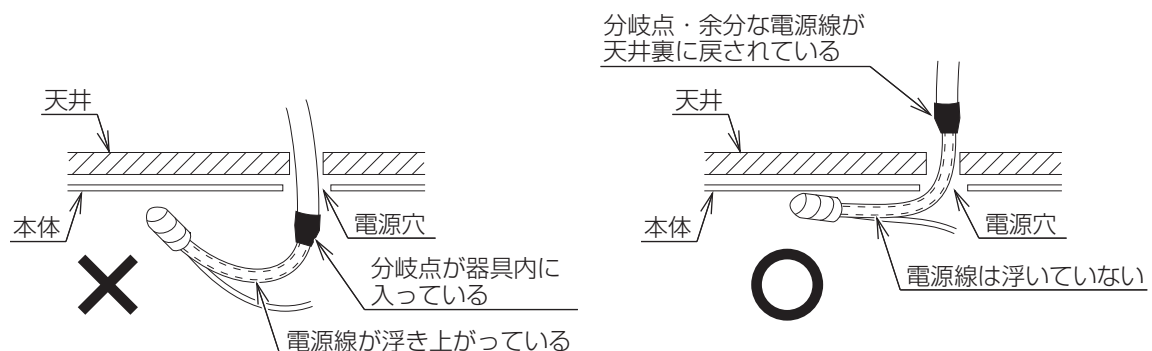 天井
本体
電源穴
分岐点が器具内に
入っている
電源線が浮き上がっている
分岐点・余分な電源線が
天井裏に戻されている
天井
本体
電源穴
電源線は浮いていない